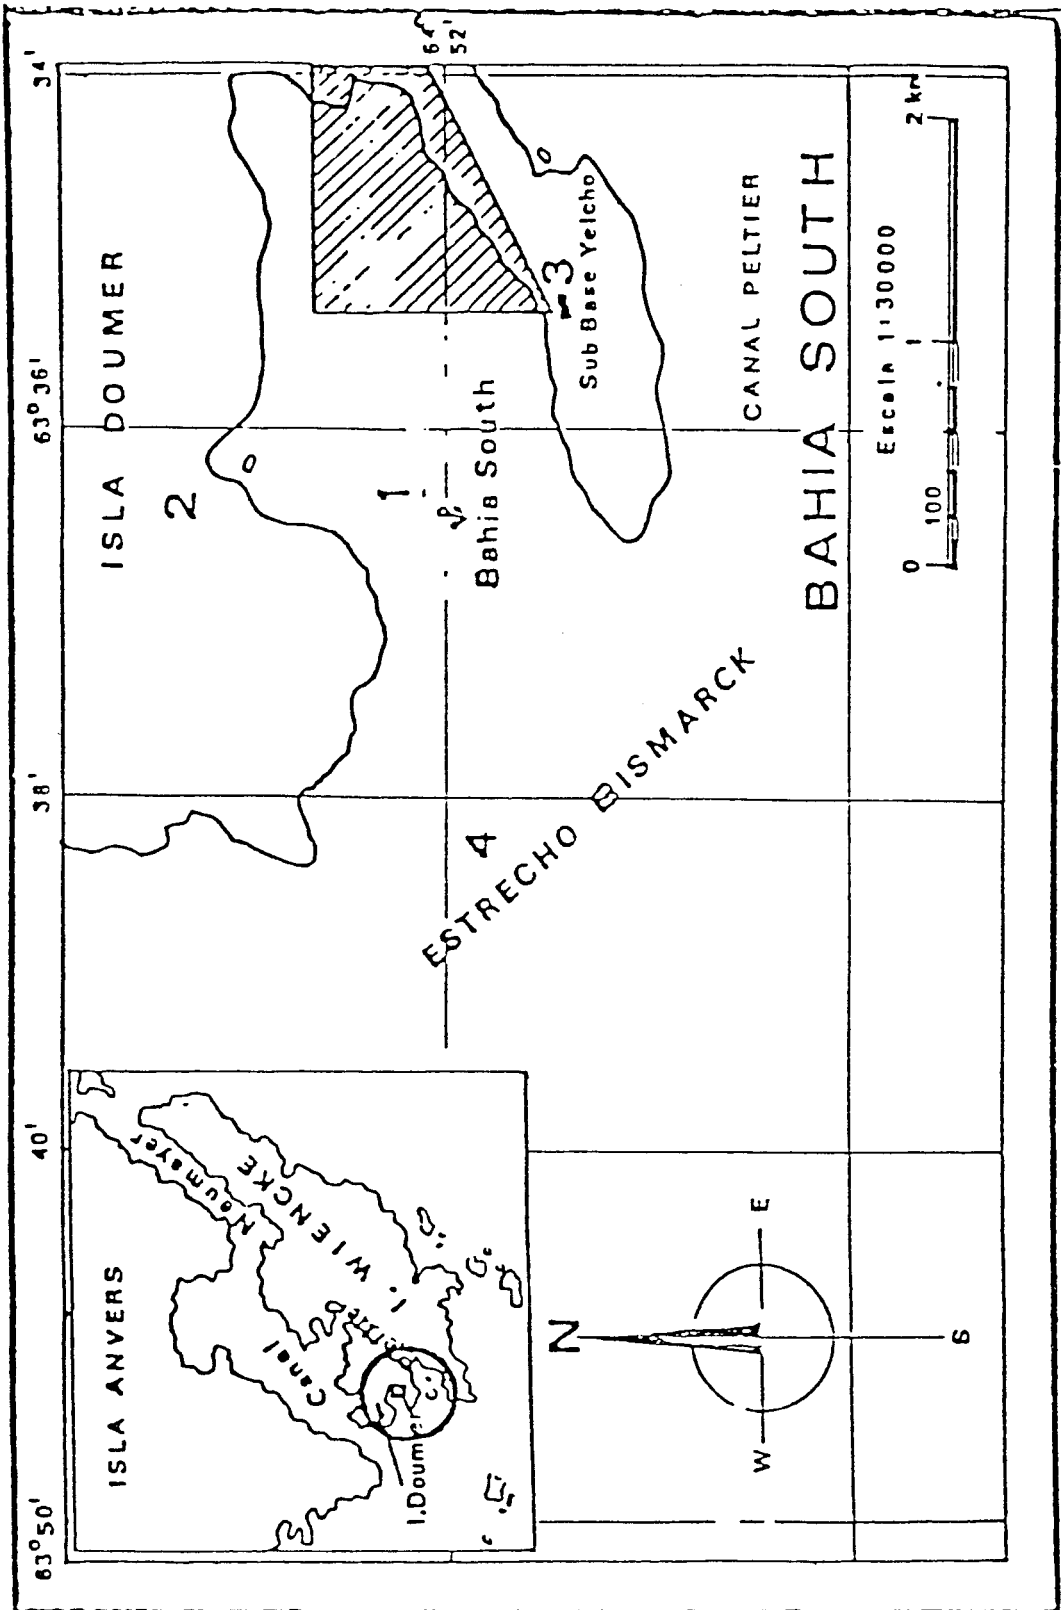 63°50'
40'
38'
63°36'
34'
64°
52'
ISLA ANVERS
Canal
Neumayer
I. WIENCKE
Canal Peltier
I. Doumer
ISLA DOUMER
2
1
Bahia South
3
Sub Base Yelcho
4
ESTRECHO BISMARCK
CANAL PELTIER
BAHIA SOUTH
Escala 1:30000
0
100
1
2 km
N
W
E
S